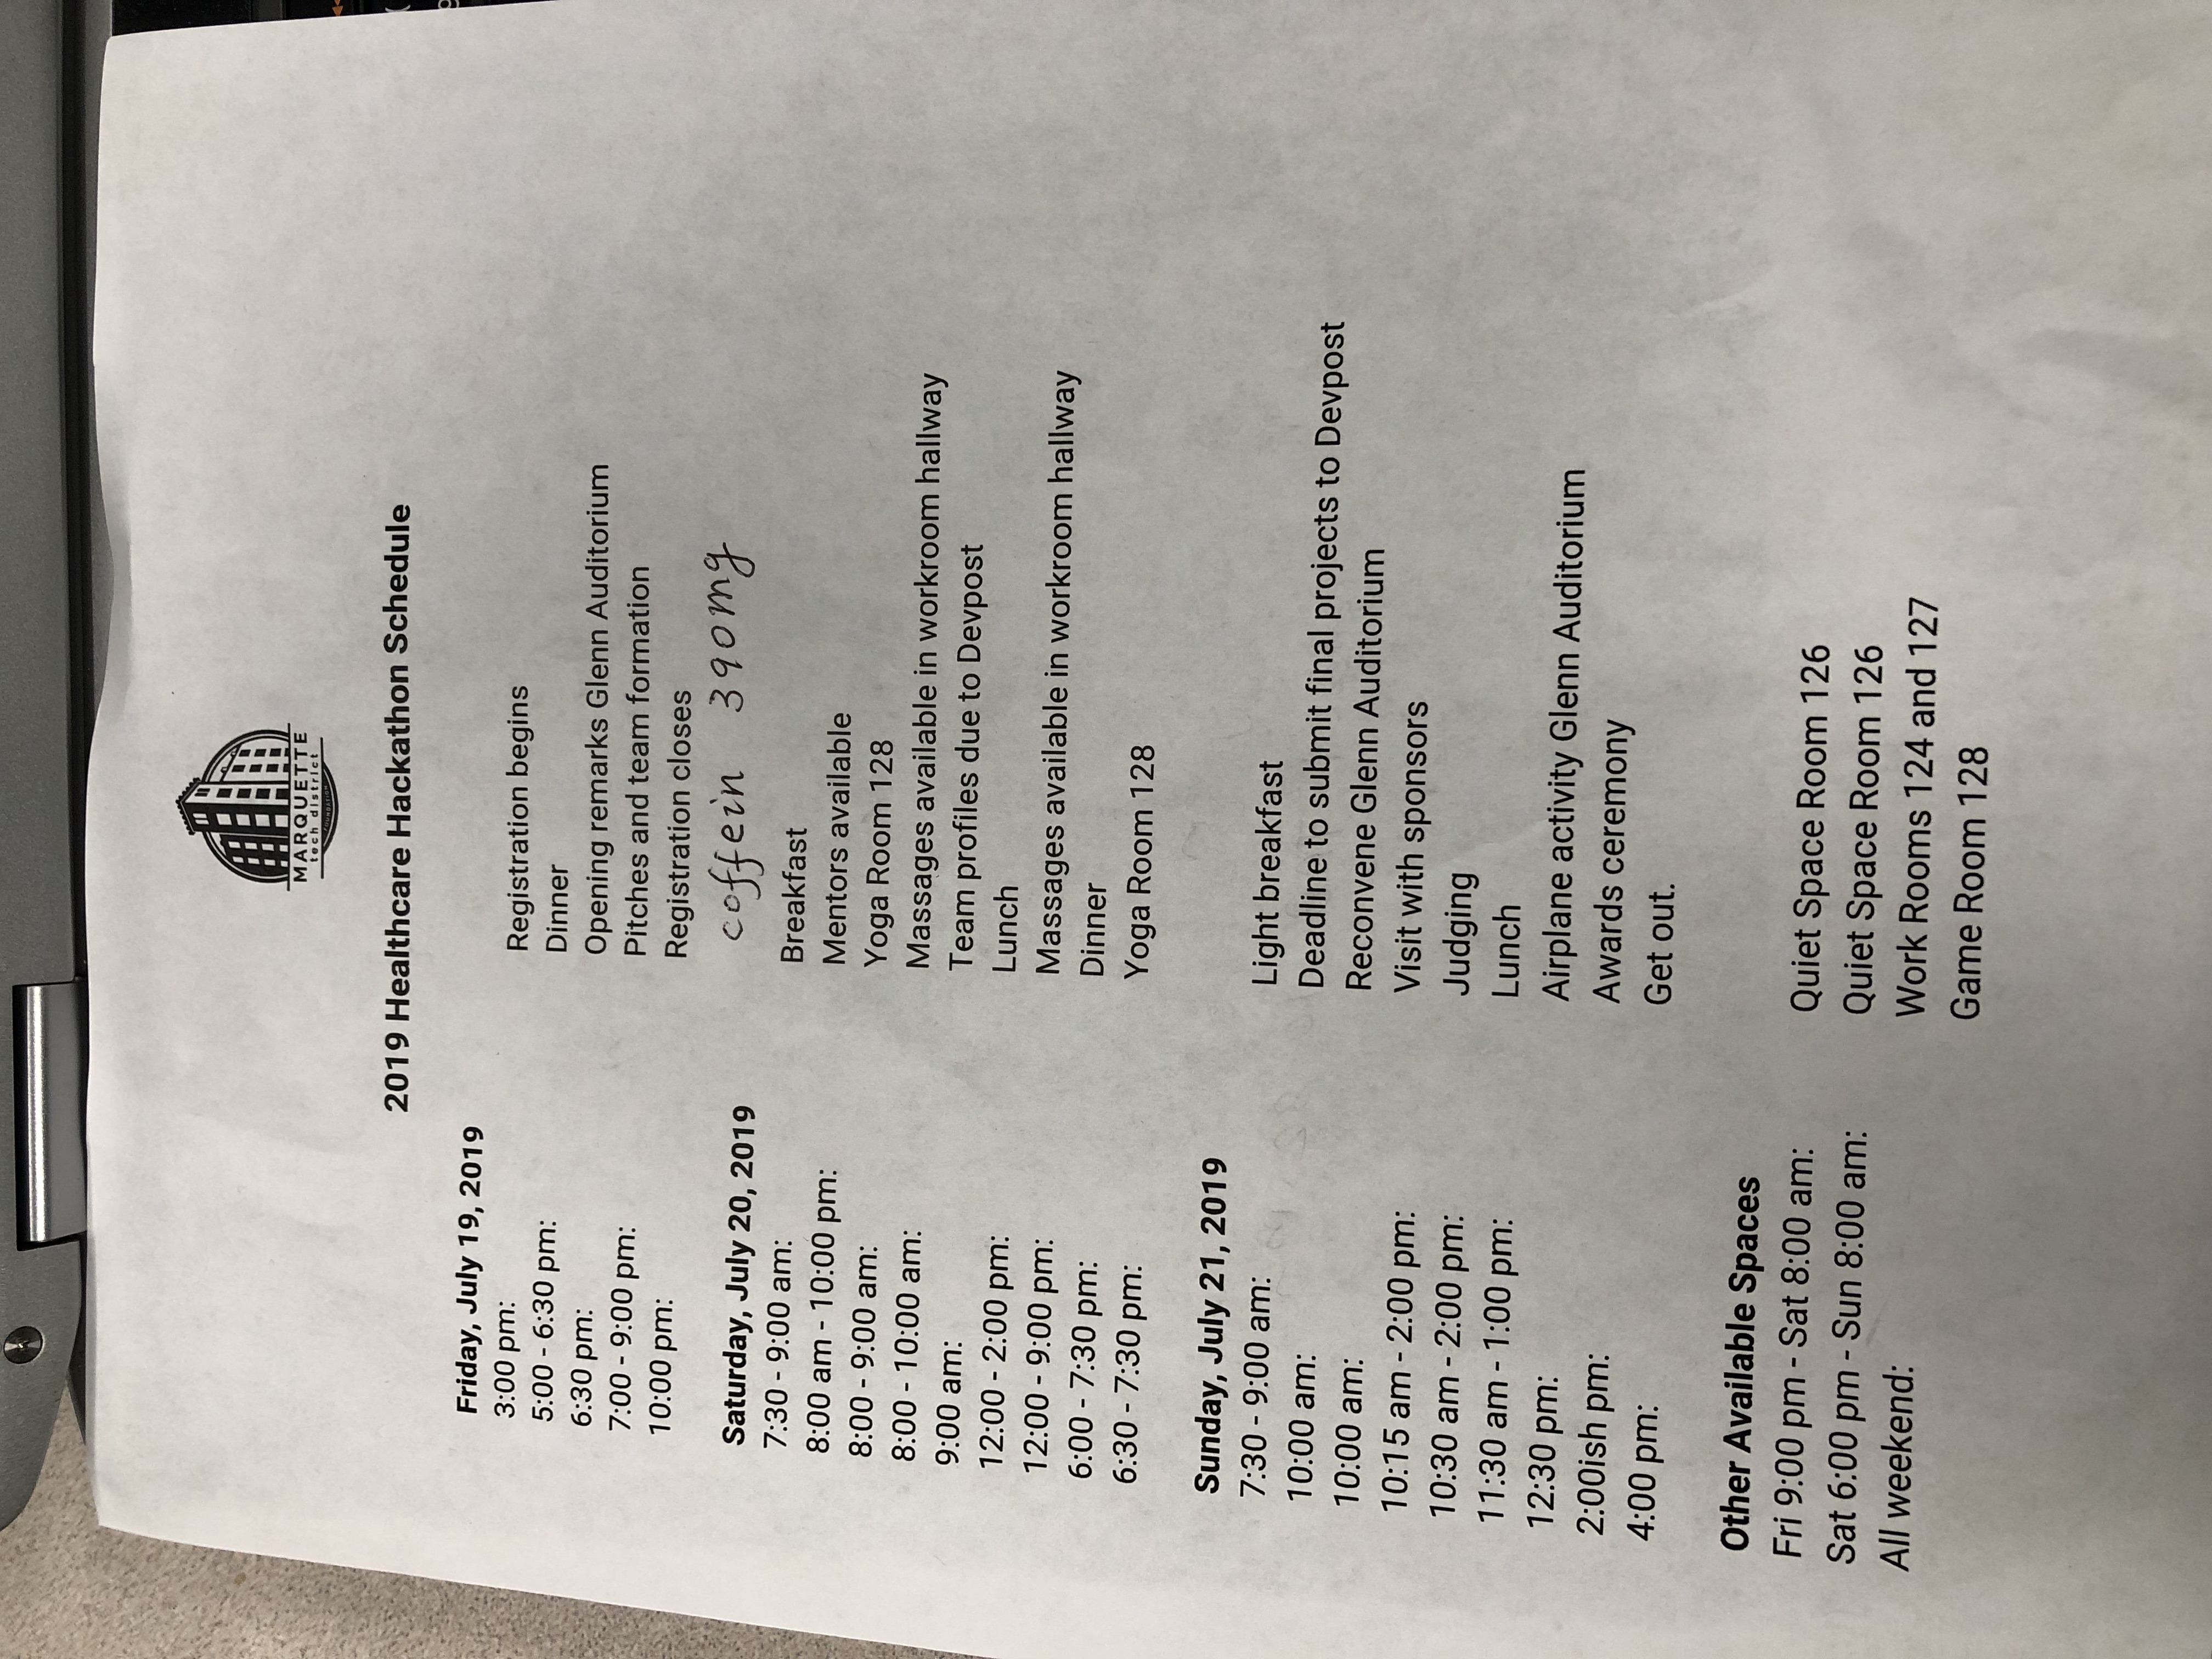 MARQUETTE
tech district
FOUNDATION
2019 Healthcare Hackathon Schedule
Friday, July 19, 2019
3:00 pm: Registration begins
5:00 - 6:30 pm: Dinner
6:30 pm: Opening remarks Glenn Auditorium
7:00 - 9:00 pm: Pitches and team formation
10:00 pm: Registration closes
coffein 390mg
Saturday, July 20, 2019
7:30 - 9:00 am: Breakfast
8:00 am - 10:00 pm: Mentors available
8:00 - 9:00 am: Yoga Room 128
8:00 - 10:00 am: Massages available in workroom hallway
9:00 am: Team profiles due to Devpost
12:00 - 2:00 pm: Lunch
12:00 - 9:00 pm: Massages available in workroom hallway
6:00 - 7:30 pm: Dinner
6:30 - 7:30 pm: Yoga Room 128
Sunday, July 21, 2019
7:30 - 9:00 am: Light breakfast
10:00 am: Deadline to submit final projects to Devpost
10:00 am: Reconvene Glenn Auditorium
10:15 am - 2:00 pm: Visit with sponsors
10:30 am - 2:00 pm: Judging
11:30 am - 1:00 pm: Lunch
12:30 pm: Airplane activity Glenn Auditorium
2:00ish pm: Awards ceremony
4:00 pm: Get out.
Other Available Spaces
Fri 9:00 pm - Sat 8:00 am: Quiet Space Room 126
Sat 6:00 pm - Sun 8:00 am: Quiet Space Room 126
All weekend: Work Rooms 124 and 127
Game Room 128